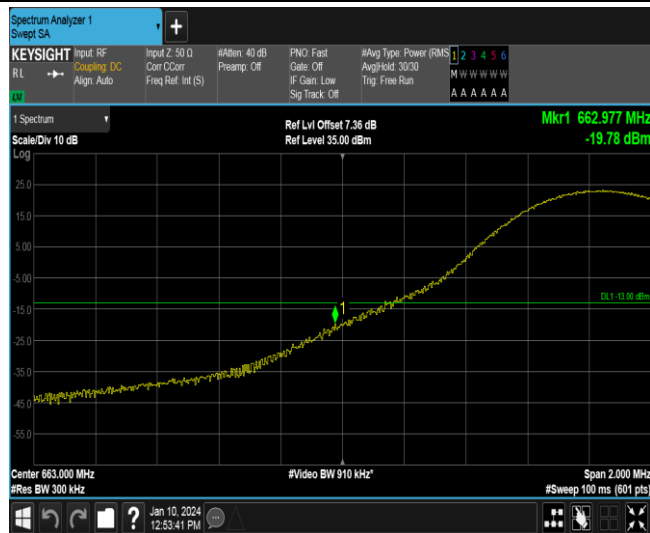 Spectrum Analyzer 1
Swept SA
+
KEYSIGHT
RL
Input: RF
Coupling: DC
Align: Auto
Input Z: 50 Ω
Corr CCorr
Freq Ref: Int (S)
#Atten: 40 dB
Preamp: Off
PNO: Fast
Gate: Off
IF Gain: Low
Sig Track: Off
#Avg Type: Power (RMS
Avg|Hold: 30/30
Trig: Free Run
1 2 3 4 5 6
M W W W W W
A A A A A A
1 Spectrum
Scale/Div 10 dB
Log
Ref Lvl Offset 7.36 dB
Ref Level 35.00 dBm
Mkr1 662.977 MHz
-19.78 dBm
25.0
15.0
5.00
-5.00
-15.0
-25.0
-35.0
-45.0
-55.0
1
DL1 -13.00 dBm
Center 663.000 MHz
#Res BW 300 kHz
#Video BW 910 kHz*
Span 2.000 MHz
#Sweep 100 ms (601 pts)
?
Jan 10, 2024
12:53:41 PM